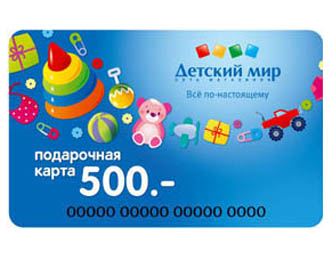 Детский мир
сеть магазинов
Всё по-настоящему
подарочная
карта 500.-
00000 00000 00000 0000